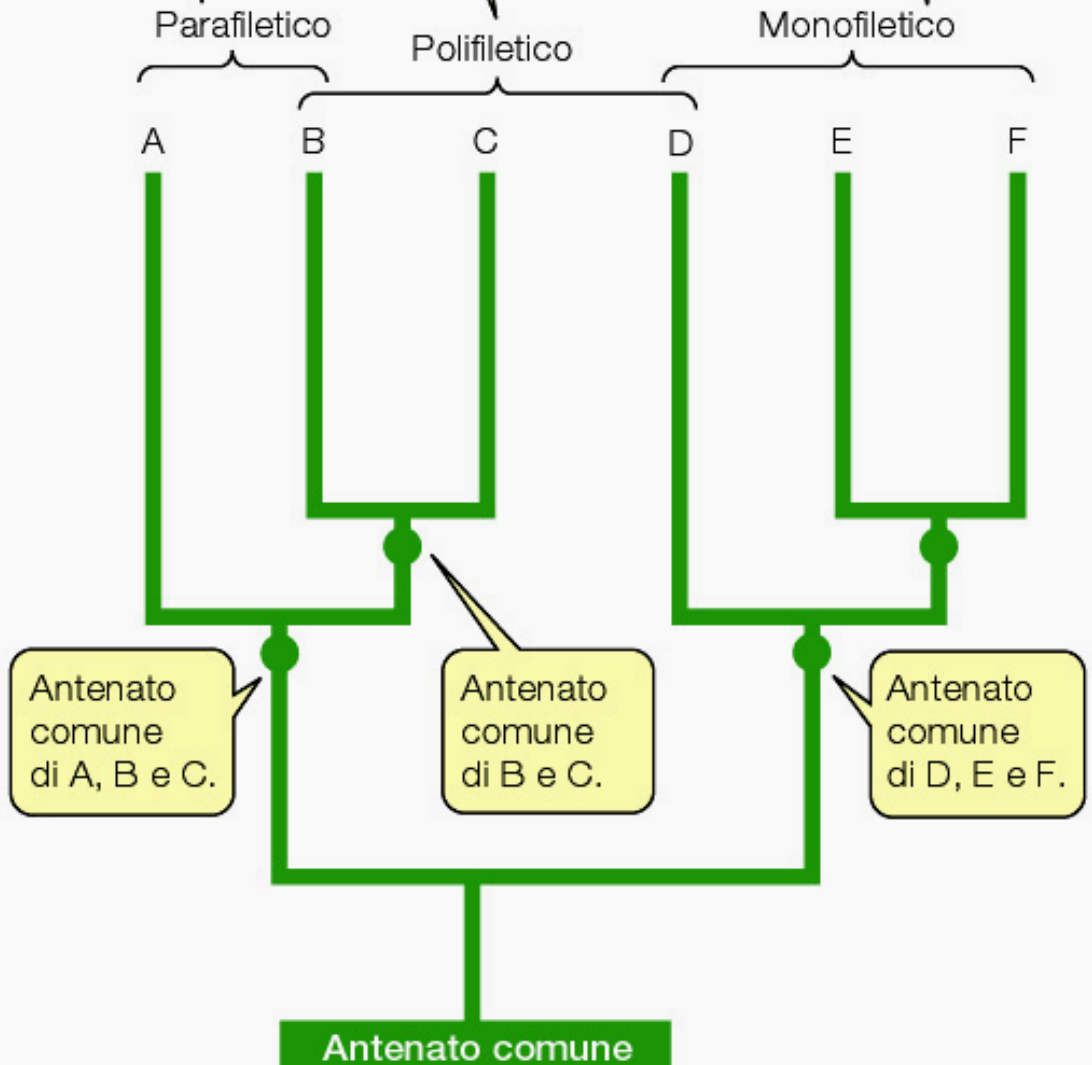 Parafiletico
Polifiletico
Monofiletico
A B C D E F
Antenato
comune
di A, B e C.
Antenato
comune
di B e C.
Antenato
comune
di D, E e F.
Antenato comune